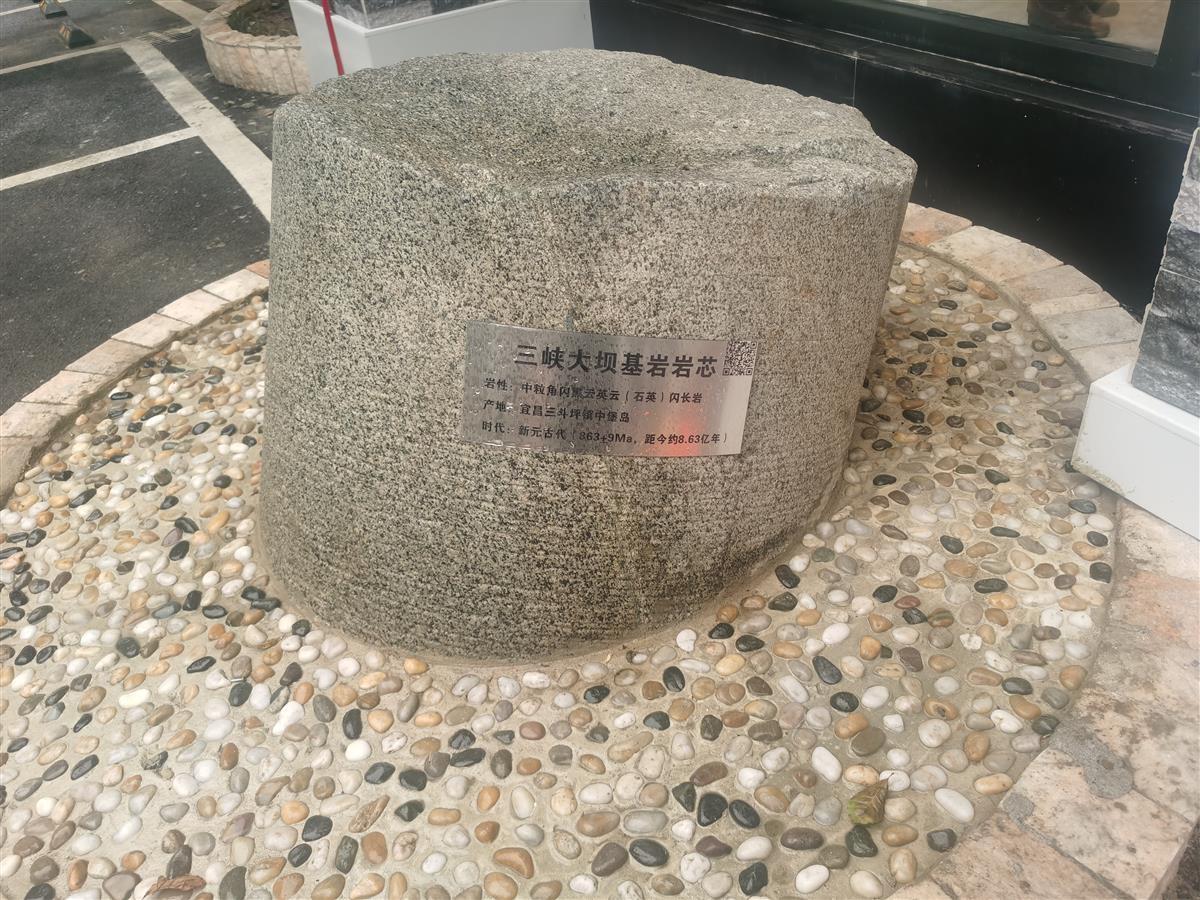 三峡大坝基岩岩芯
岩性：中粒角闪黑云英云（石英）闪长岩
产地：宜昌三斗坪镇中堡岛
时代：新元古代（863+9Ma，距今约8.63亿年）